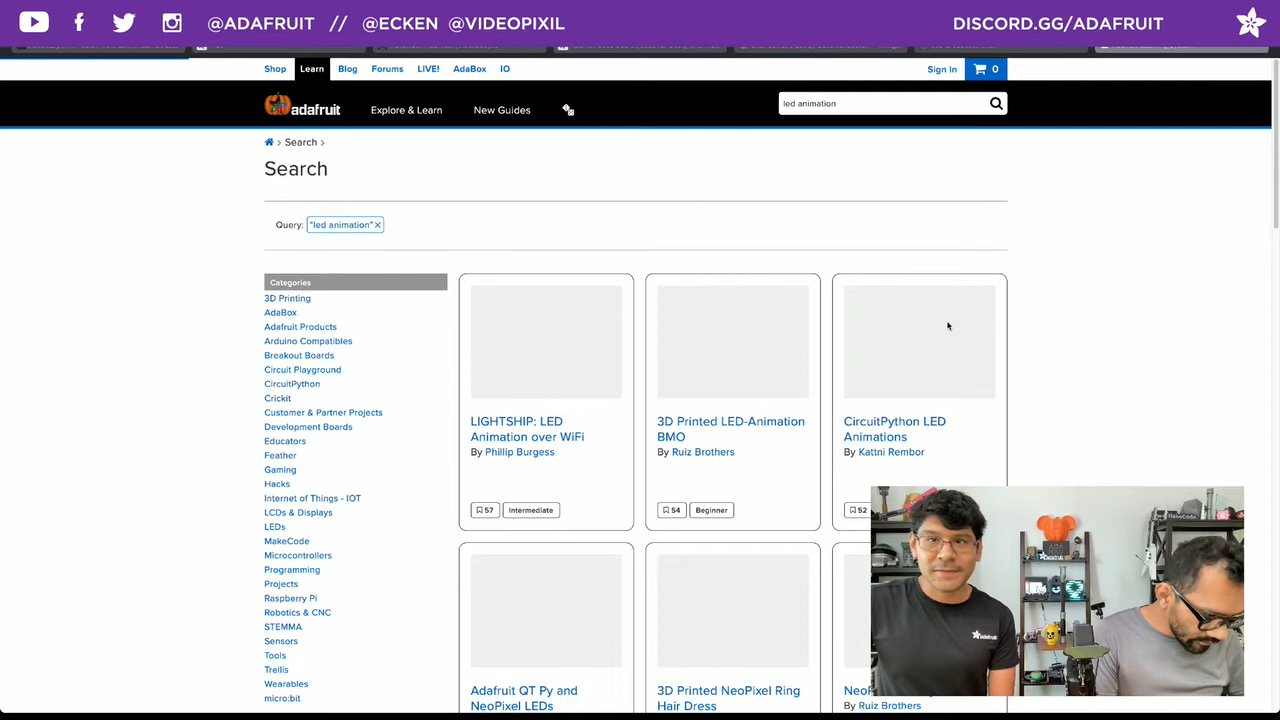 @ADAFRUIT // @ECKEN @VIDEOPIXIL
DISCORD.GG/ADAFRUIT
Shop Learn Blog Forums LIVE! AdaBox IO
Sign In 0
adafruit Explore & Learn New Guides
led animation
Search
Search
Query: "led animation" X
Categories
3D Printing
AdaBox
Adafruit Products
Arduino Compatibles
Breakout Boards
Circuit Playground
CircuitPython
Crickit
Customer & Partner Projects
Development Boards
Educators
Feather
Gaming
Hacks
Internet of Things - IOT
LCDs & Displays
LEDs
MakeCode
Microcontrollers
Programming
Projects
Raspberry Pi
Robotics & CNC
STEMMA
Sensors
Tools
Trellis
Wearables
micro:bit
LIGHTSHIP: LED
Animation over WiFi
By Phillip Burgess
57 Intermediate
3D Printed LED-Animation
BMO
By Ruiz Brothers
54 Beginner
CircuitPython LED
Animations
By Kattni Rembor
52
Adafruit QT Py and
NeoPixel LEDs
3D Printed NeoPixel Ring
Hair Dress
By Ruiz Brothers
adafruit